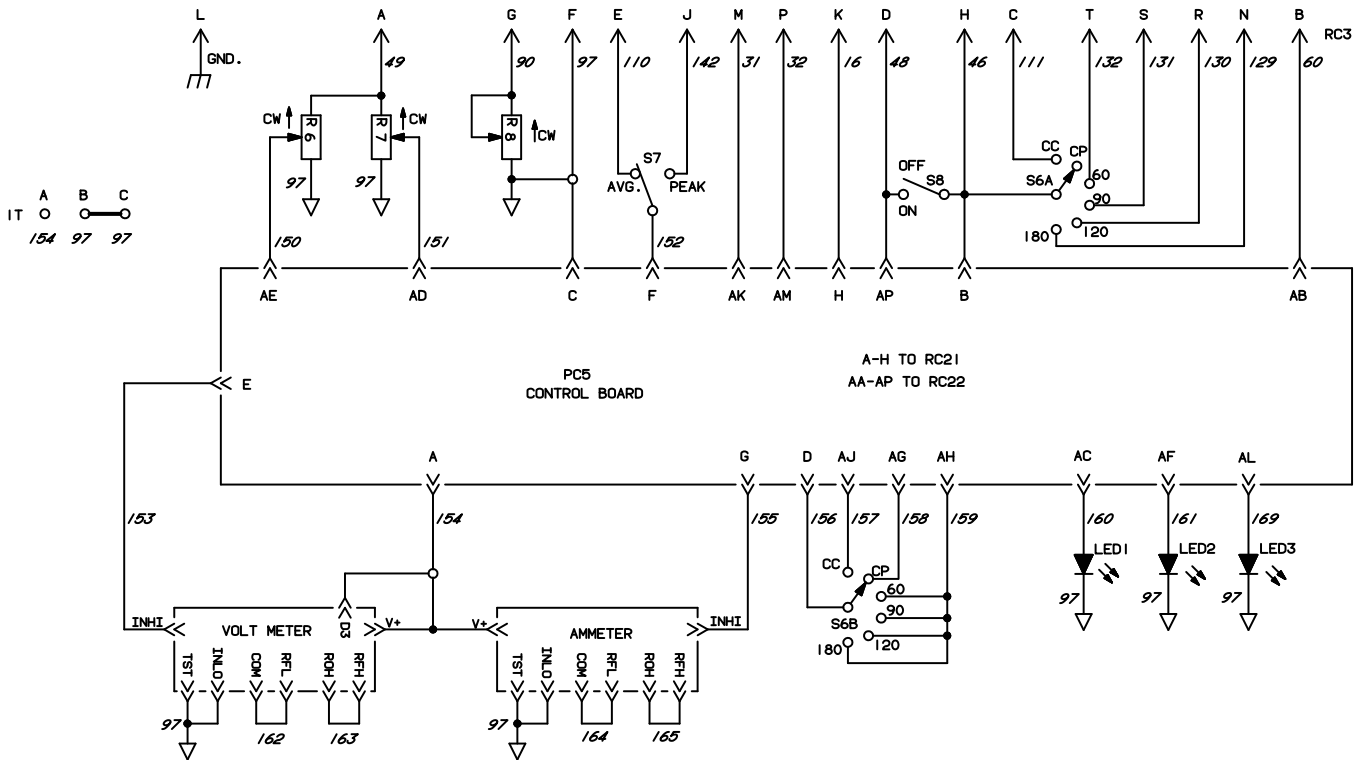 L A G F E J M P K D H C T S R N B
RC3
GND. 49 90 97 110 142 31 32 16 48 46 111 132 131 130 129 60
CW R6 R7 CW R8 CW
S7
AVG. PEAK
OFF S8
ON
CC CP
S6A 60
90
180 120
97 97
A B C
1T
154 97 97
150 151 152
AE AD C F AK AM H AP B AB
E
PC5
CONTROL BOARD
A-H TO RC21
AA-AP TO RC22
A G D AJ AG AH AC AF AL
153 154 155 156 157 158 159 160 161 169
CC CP
60
90
S6B
180 120
LED1 LED2 LED3
97 97 97
INHI VOLT METER D3 V+ V+ AMMETER INHI
TST INLO COM RFL ROH RFH TST INLO COM RFL ROH RFH
97 162 163 97 164 165